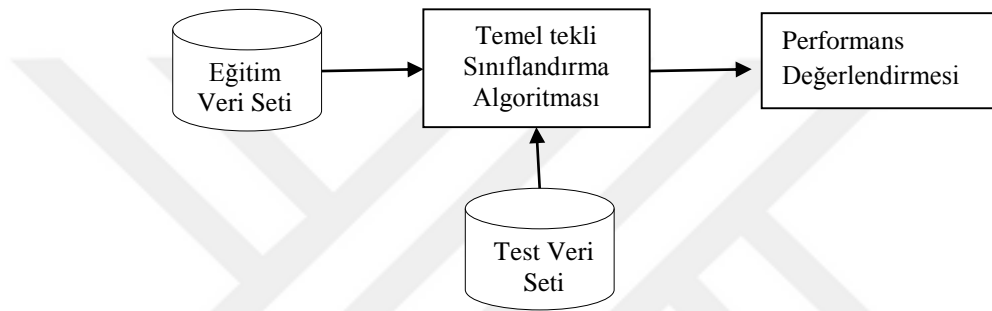 Eğitim
Veri Seti
Temel tekli
Sınıflandırma
Algoritması
Performans
Değerlendirmesi
Test Veri
Seti